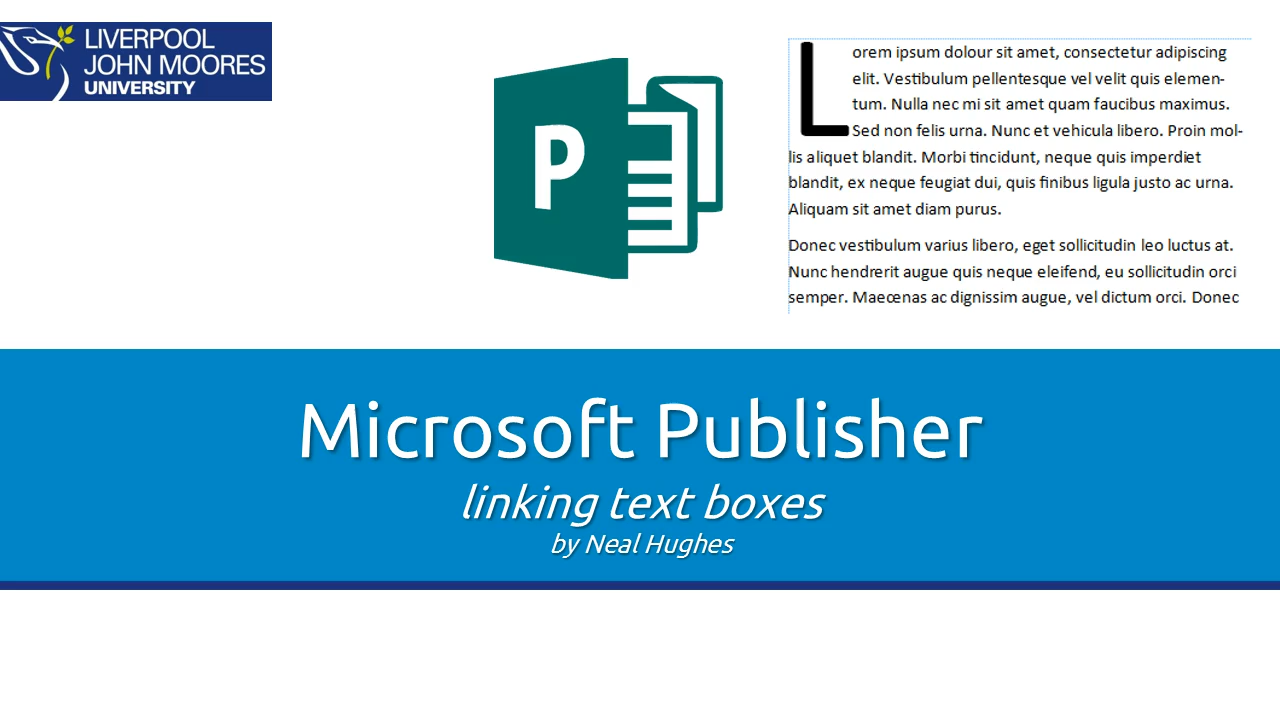 LIVERPOOL
JOHN MOORES
UNIVERSITY
P
Lorem ipsum dolour sit amet, consectetur adipiscing
elit. Vestibulum pellentesque vel velit quis elemen-
tum. Nulla nec mi sit amet quam faucibus maximus.
Sed non felis urna. Nunc et vehicula libero. Proin mol-
lis aliquet blandit. Morbi tincidunt, neque quis imperdiet
blandit, ex neque feugiat dui, quis finibus ligula justo ac urna.
Aliquam sit amet diam purus.
Donec vestibulum varius libero, eget sollicitudin leo luctus at.
Nunc hendrerit augue quis neque eleifend, eu sollicitudin orci
semper. Maecenas ac dignissim augue, vel dictum orci. Donec
Microsoft Publisher
linking text boxes
by Neal Hughes